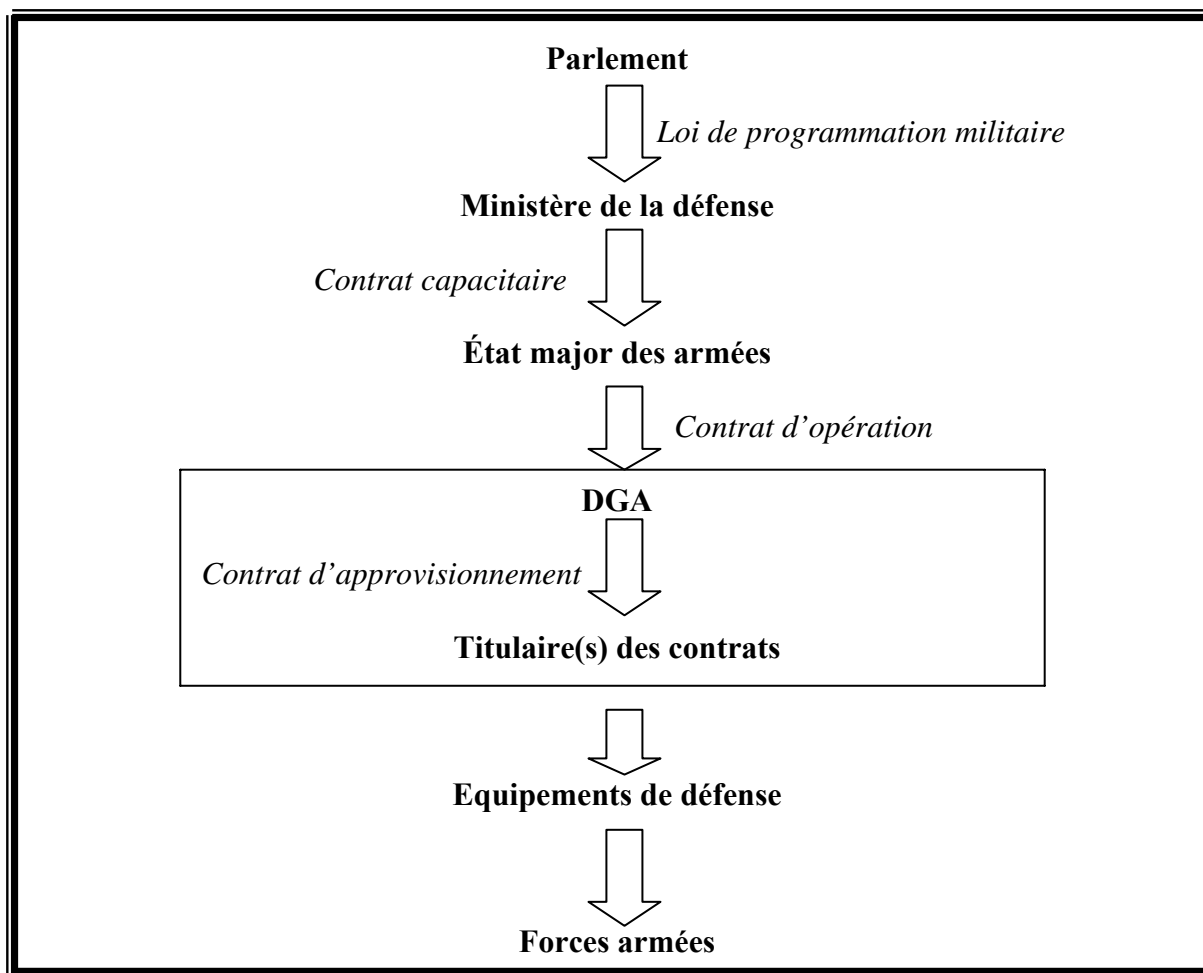 Parlement
Loi de programmation militaire
Ministère de la défense
Contrat capacitaire
État major des armées
Contrat d’opération
DGA
Contrat d’approvisionnement
Titulaire(s) des contrats
Equipements de défense
Forces armées